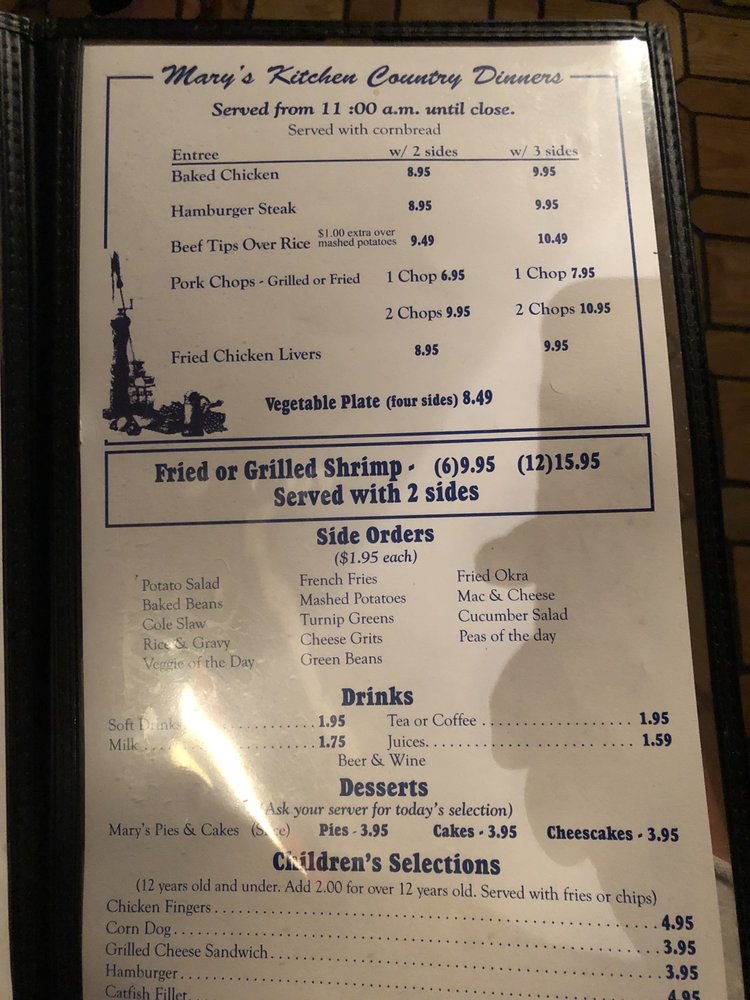 Mary's Kitchen Country Dinners
Served from 11 :00 a.m. until close.
Served with cornbread
Entree w/ 2 sides w/ 3 sides
Baked Chicken 8.95 9.95
Hamburger Steak 8.95 9.95
Beef Tips Over Rice $1.00 extra over mashed potatoes 9.49 10.49
Pork Chops - Grilled or Fried 1 Chop 6.95 1 Chop 7.95
2 Chops 9.95 2 Chops 10.95
Fried Chicken Livers 8.95 9.95
Vegetable Plate (four sides) 8.49
Fried or Grilled Shrimp - (6)9.95 (12)15.95
Served with 2 sides
Side Orders
($1.95 each)
Potato Salad French Fries Fried Okra
Baked Beans Mashed Potatoes Mac & Cheese
Cole Slaw Turnip Greens Cucumber Salad
Rice & Gravy Cheese Grits Peas of the day
Veggie of the Day Green Beans
Drinks
Soft Drinks . . . . . . . . . . . . . . 1.95 Tea or Coffee . . . . . . . . . . . . . . . . 1.95
Milk . . . . . . . . . . . . . . . . . . . 1.75 Juices. . . . . . . . . . . . . . . . . . . . . . . 1.59
Beer & Wine
Desserts
(Ask your server for today's selection)
Mary's Pies & Cakes (Slice) Pies - 3.95 Cakes - 3.95 Cheescakes - 3.95
Children's Selections
(12 years old and under. Add 2.00 for over 12 years old. Served with fries or chips)
Chicken Fingers . . . . . . . . . . . . . . . . . . . . . . . . . . . . . . . . . . . . 4.95
Corn Dog . . . . . . . . . . . . . . . . . . . . . . . . . . . . . . . . . . . . . . . . 3.95
Grilled Cheese Sandwich . . . . . . . . . . . . . . . . . . . . . . . . . . . . . 3.95
Hamburger . . . . . . . . . . . . . . . . . . . . . . . . . . . . . . . . . . . . . . 4.95
Catfish Fillet